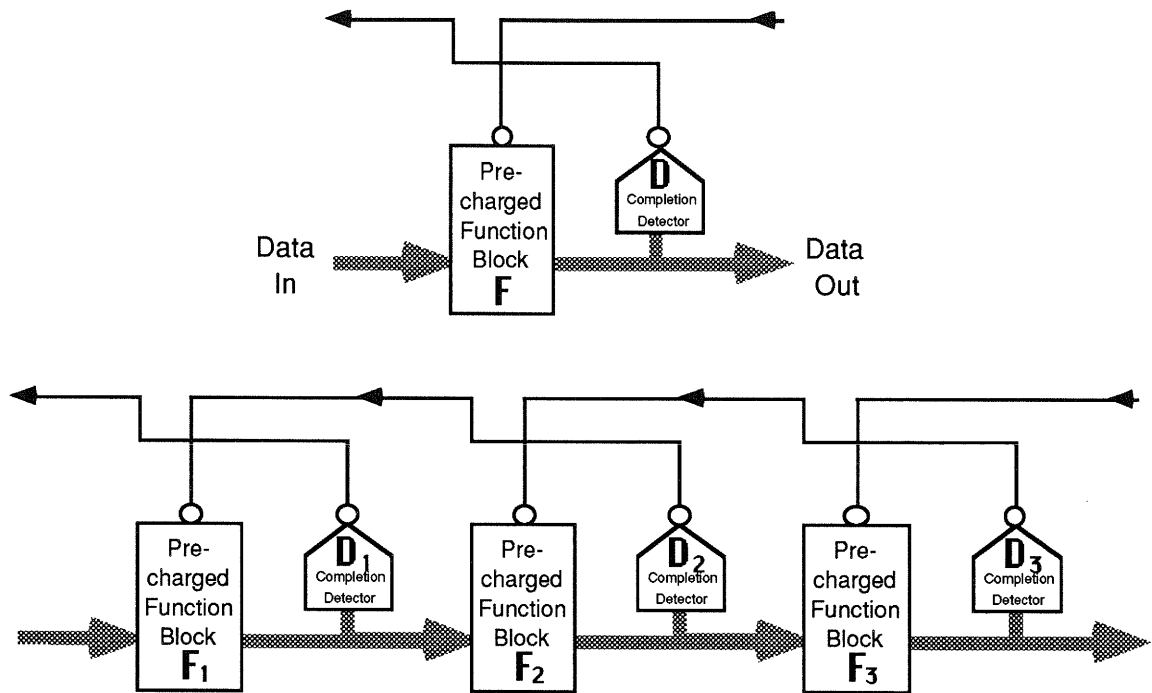 Pre-
charged
Function
Block
F
D
Completion
Detector
Data
In
Data
Out
Pre-
charged
Function
Block
F1
D1
Completion
Detector
Pre-
charged
Function
Block
F2
D2
Completion
Detector
Pre-
charged
Function
Block
F3
D3
Completion
Detector